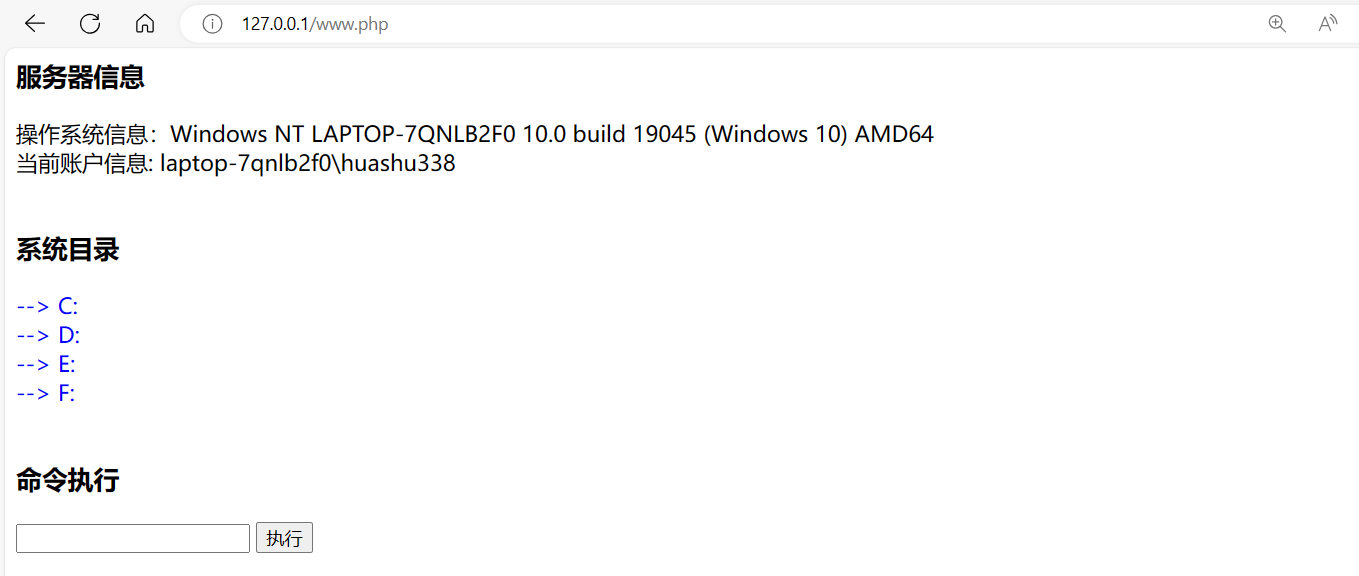 127.0.0.1/www.php
服务器信息
操作系统信息：Windows NT LAPTOP-7QNLB2F0 10.0 build 19045 (Windows 10) AMD64
当前账户信息: laptop-7qnlb2f0\huashu338
系统目录
--> C:
--> D:
--> E:
--> F:
命令执行
执行